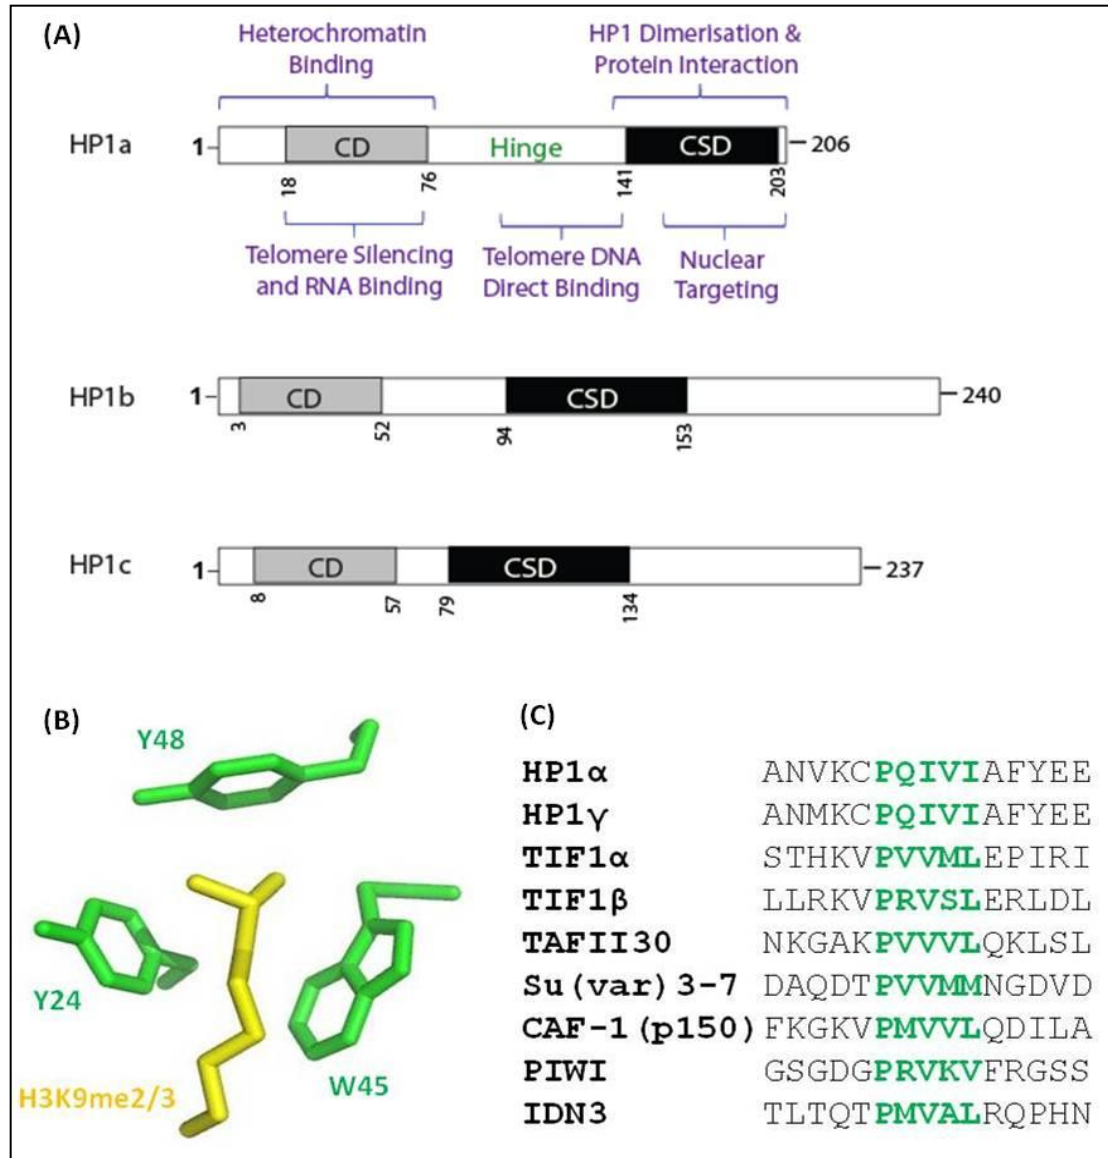 (A)
Heterochromatin
Binding
HP1 Dimerisation &
Protein Interaction
HP1a
1
CD
Hinge
CSD
206
18
76
141
203
Telomere Silencing
and RNA Binding
Telomere DNA
Direct Binding
Nuclear
Targeting
HP1b
1
CD
CSD
240
3
52
94
153
HP1c
1
CD
CSD
237
8
57
79
134
(B)
Y48
Y24
W45
H3K9me2/3
(C)
HP1α ANVKCPQIVIAFYEE
HP1γ ANMKCPQIVIAFYEE
TIF1α STHKVPVVMLEPIRI
TIF1β LLRKVPRVSLERLDL
TAFII30 NKGAKPVVVLQKLSL
Su(var)3-7 DAQDTPVVMMNGDVD
CAF-1(p150) FKGKVPMVVLQDILA
PIWI GSGDGPRVKVFRGSS
IDN3 TLTQTPMVALRQPHN